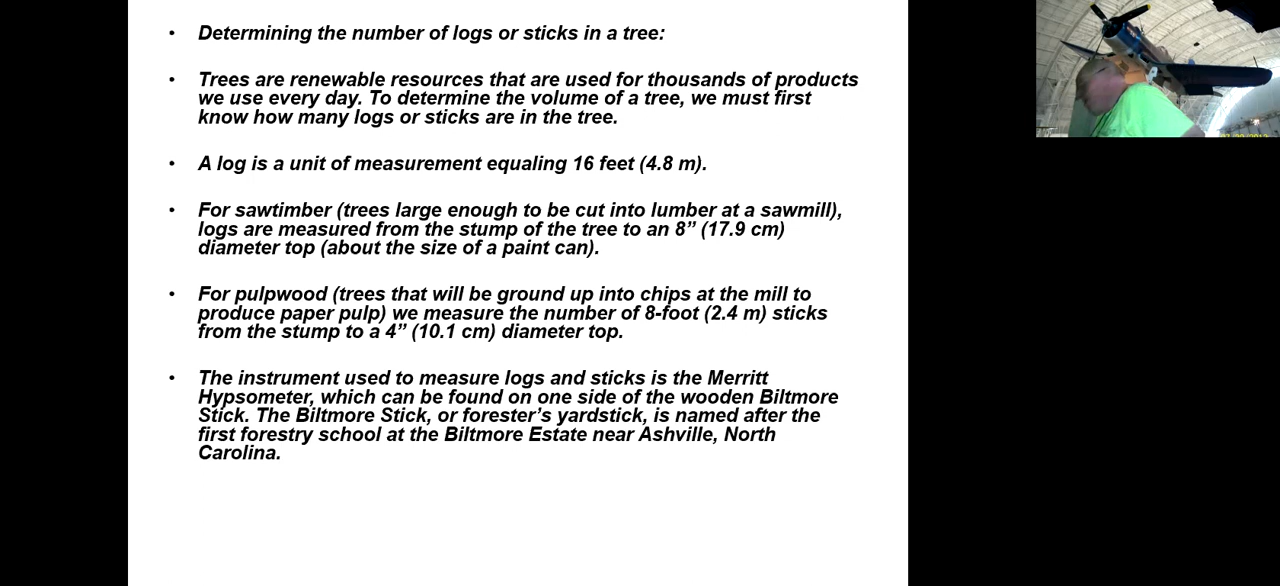 • Determining the number of logs or sticks in a tree:
• Trees are renewable resources that are used for thousands of products
we use every day. To determine the volume of a tree, we must first
know how many logs or sticks are in the tree.
• A log is a unit of measurement equaling 16 feet (4.8 m).
• For sawtimber (trees large enough to be cut into lumber at a sawmill),
logs are measured from the stump of the tree to an 8” (17.9 cm)
diameter top (about the size of a paint can).
• For pulpwood (trees that will be ground up into chips at the mill to
produce paper pulp) we measure the number of 8-foot (2.4 m) sticks
from the stump to a 4” (10.1 cm) diameter top.
• The instrument used to measure logs and sticks is the Merritt
Hypsometer, which can be found on one side of the wooden Biltmore
Stick. The Biltmore Stick, or forester’s yardstick, is named after the
first forestry school at the Biltmore Estate near Ashville, North
Carolina.